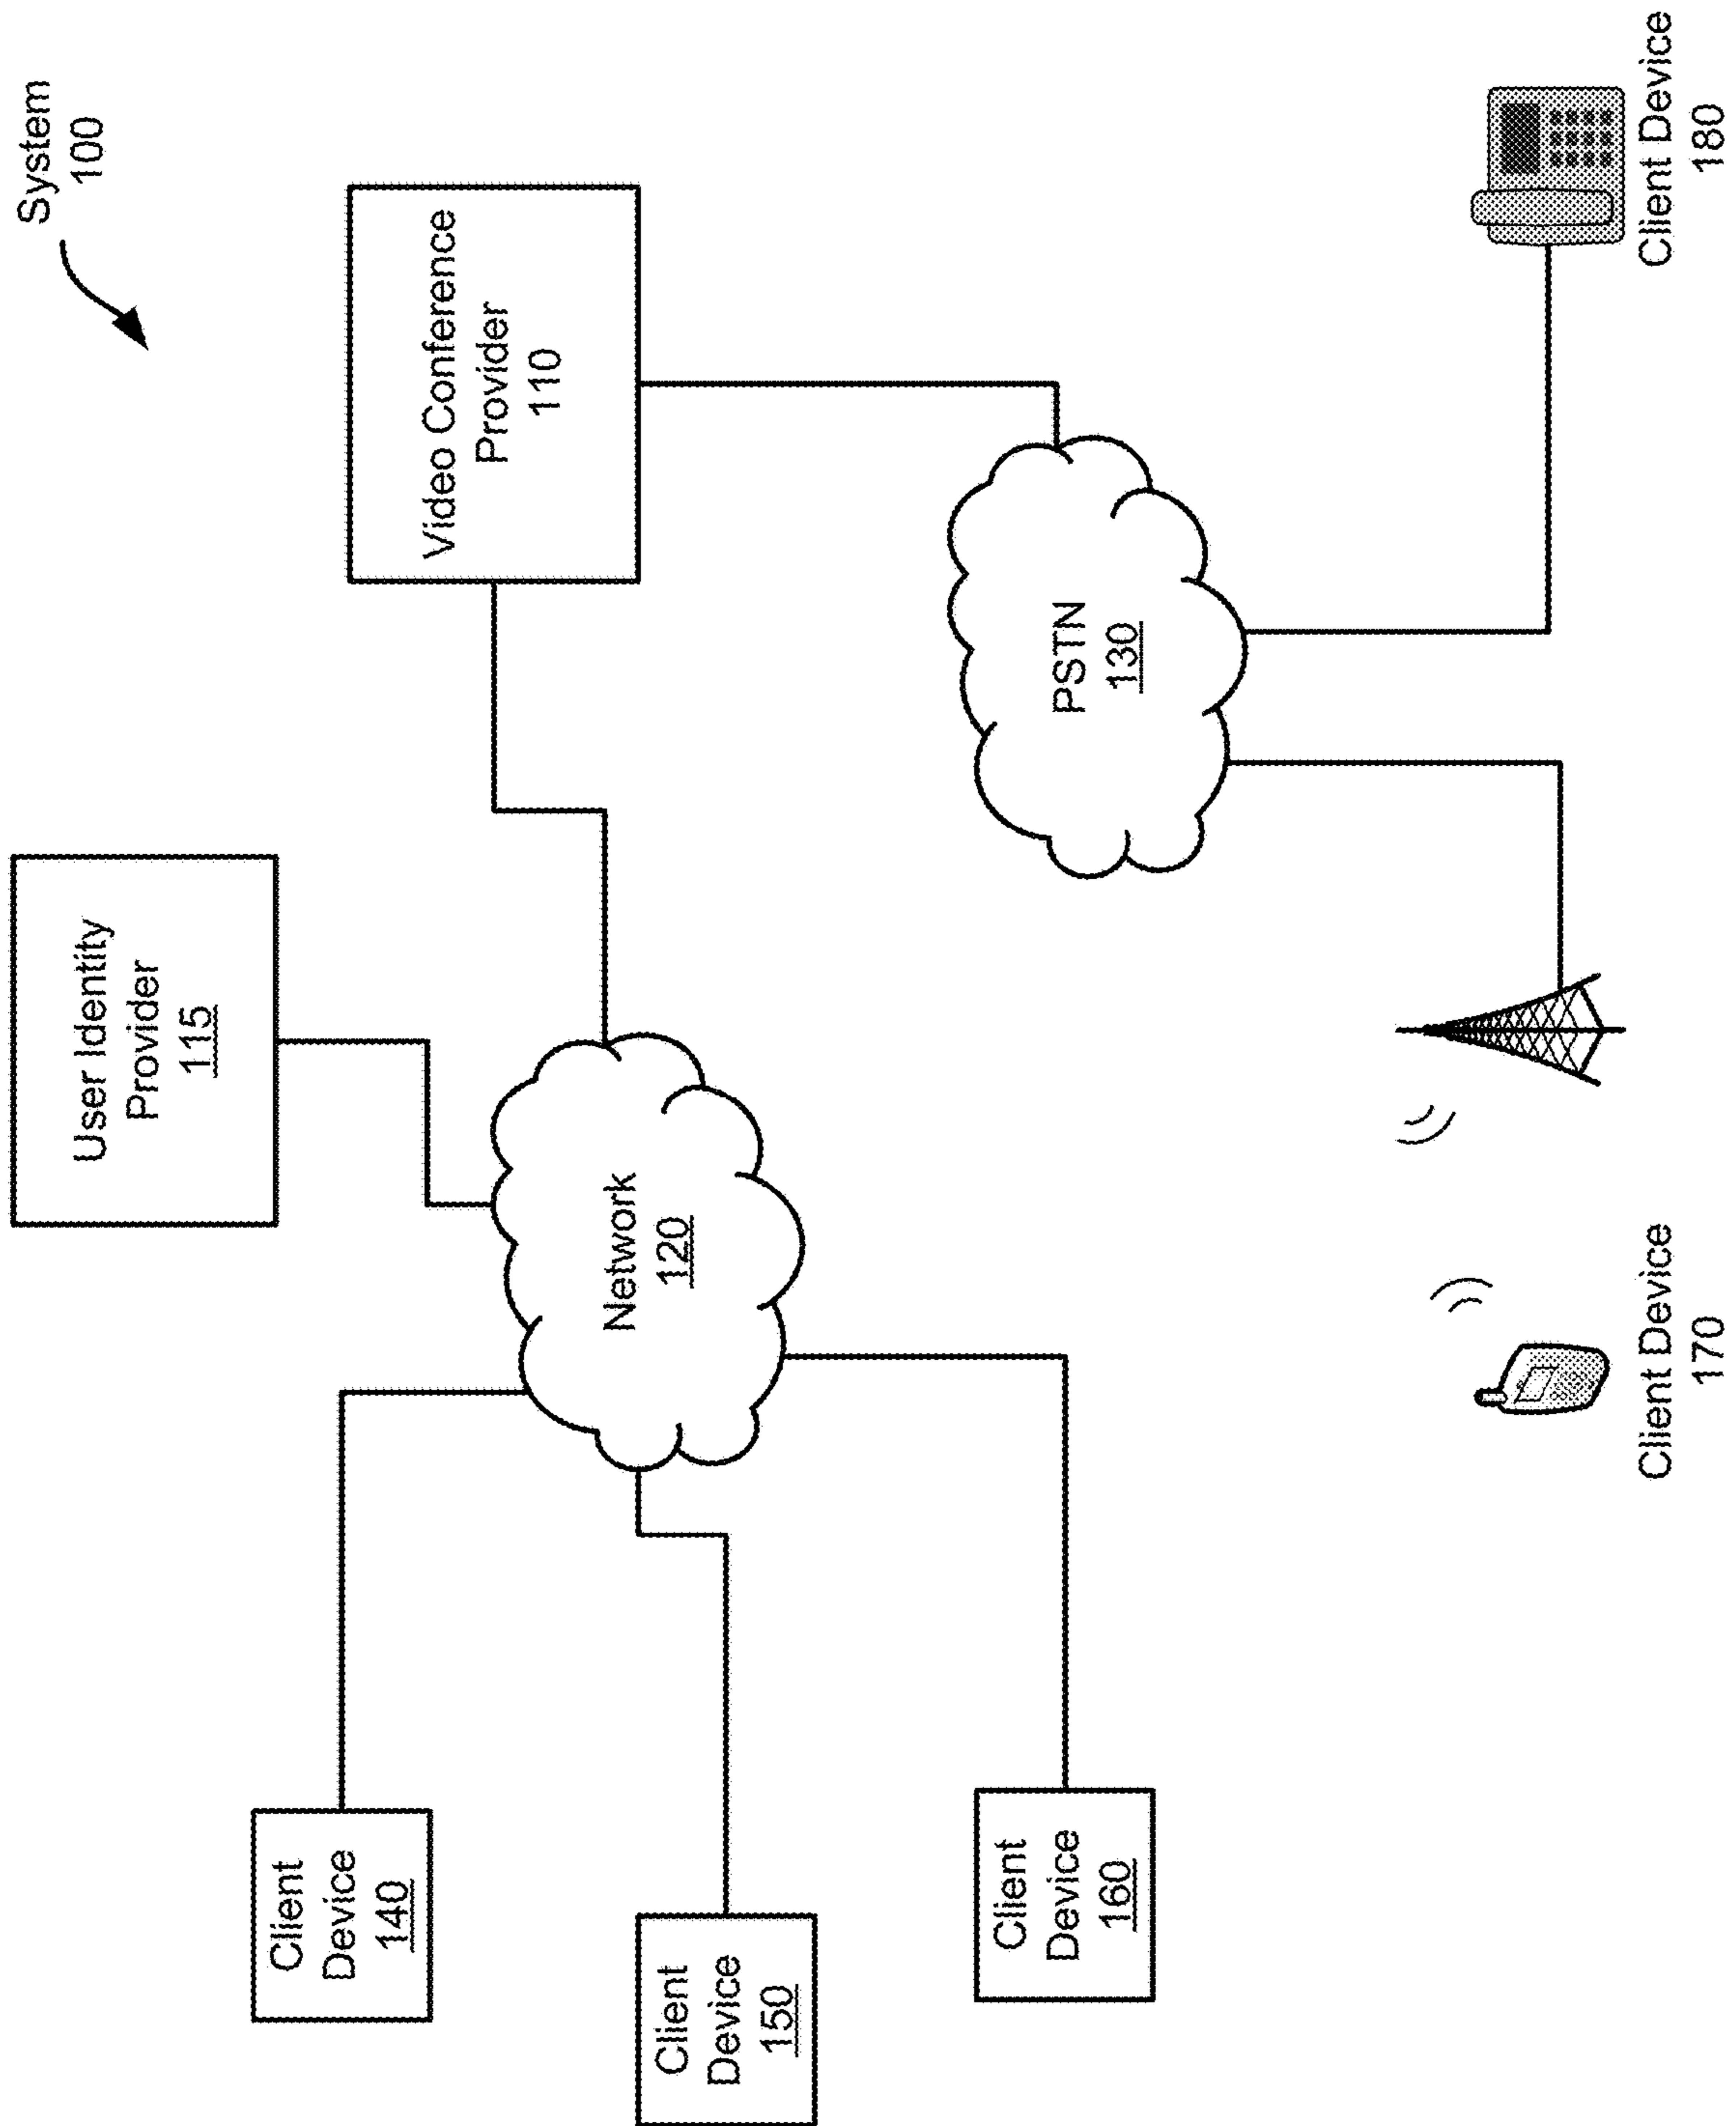 System
100
User Identity
Provider
115
Video Conference
Provider
110
Client
Device
140
Network
120
Client
Device
150
PSTN
130
Client
Device
160
Client Device
170
Client Device
180